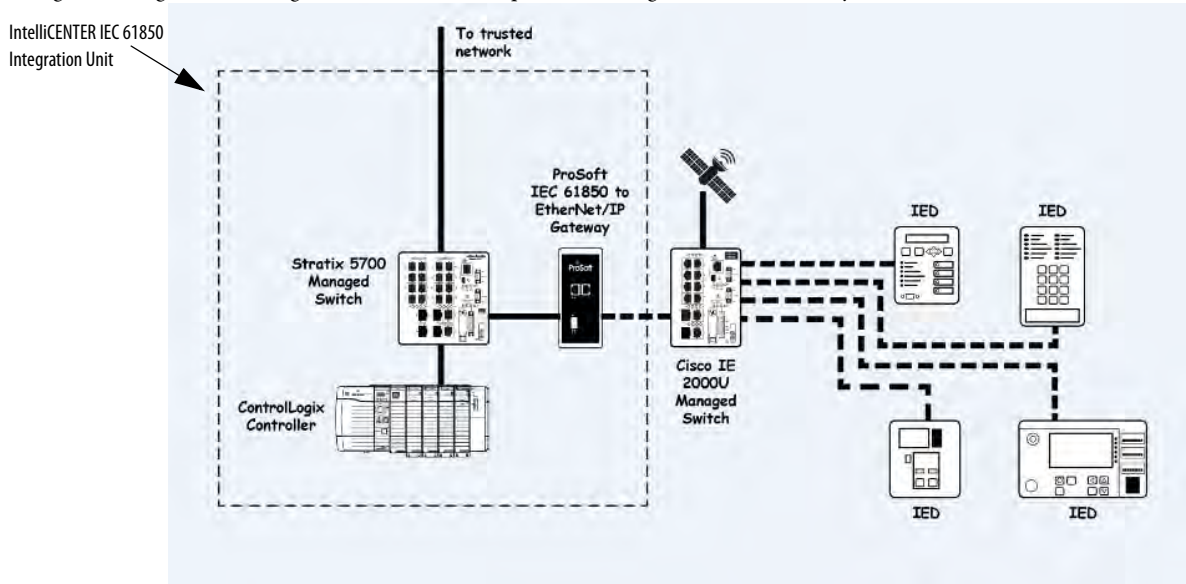 IntelliCENTER IEC 61850
Integration Unit
To trusted
network
ProSoft
IEC 61850 to
EtherNet/IP
Gateway
IED
IED
Stratix 5700
Managed
Switch
ProSoft
Cisco IE
2000U
Managed
Switch
ControlLogix
Controller
IED
IED